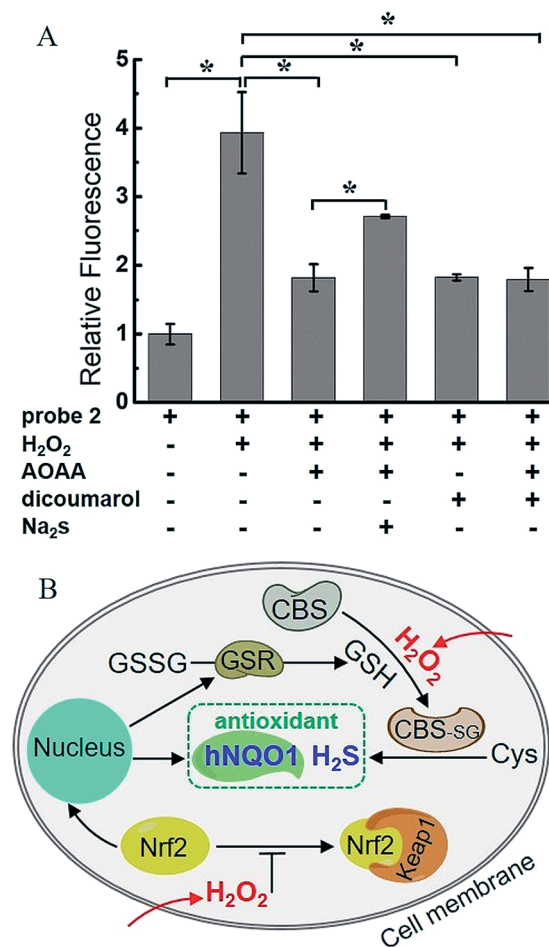 A
* * * * *
Relative Fluorescence
5
4
3
2
1
0
probe 2 + + + + + +
H₂O₂ - + + + + +
AOAA - - + + - +
dicoumarol - - - - + +
Na₂s - - - + - -
B
CBS
H₂O₂
GSSG GSR GSH
CBS-SG
antioxidant
Nucleus hNQO1 H₂S Cys
Nrf2 Nrf2 Keap1
H₂O₂
Cell membrane